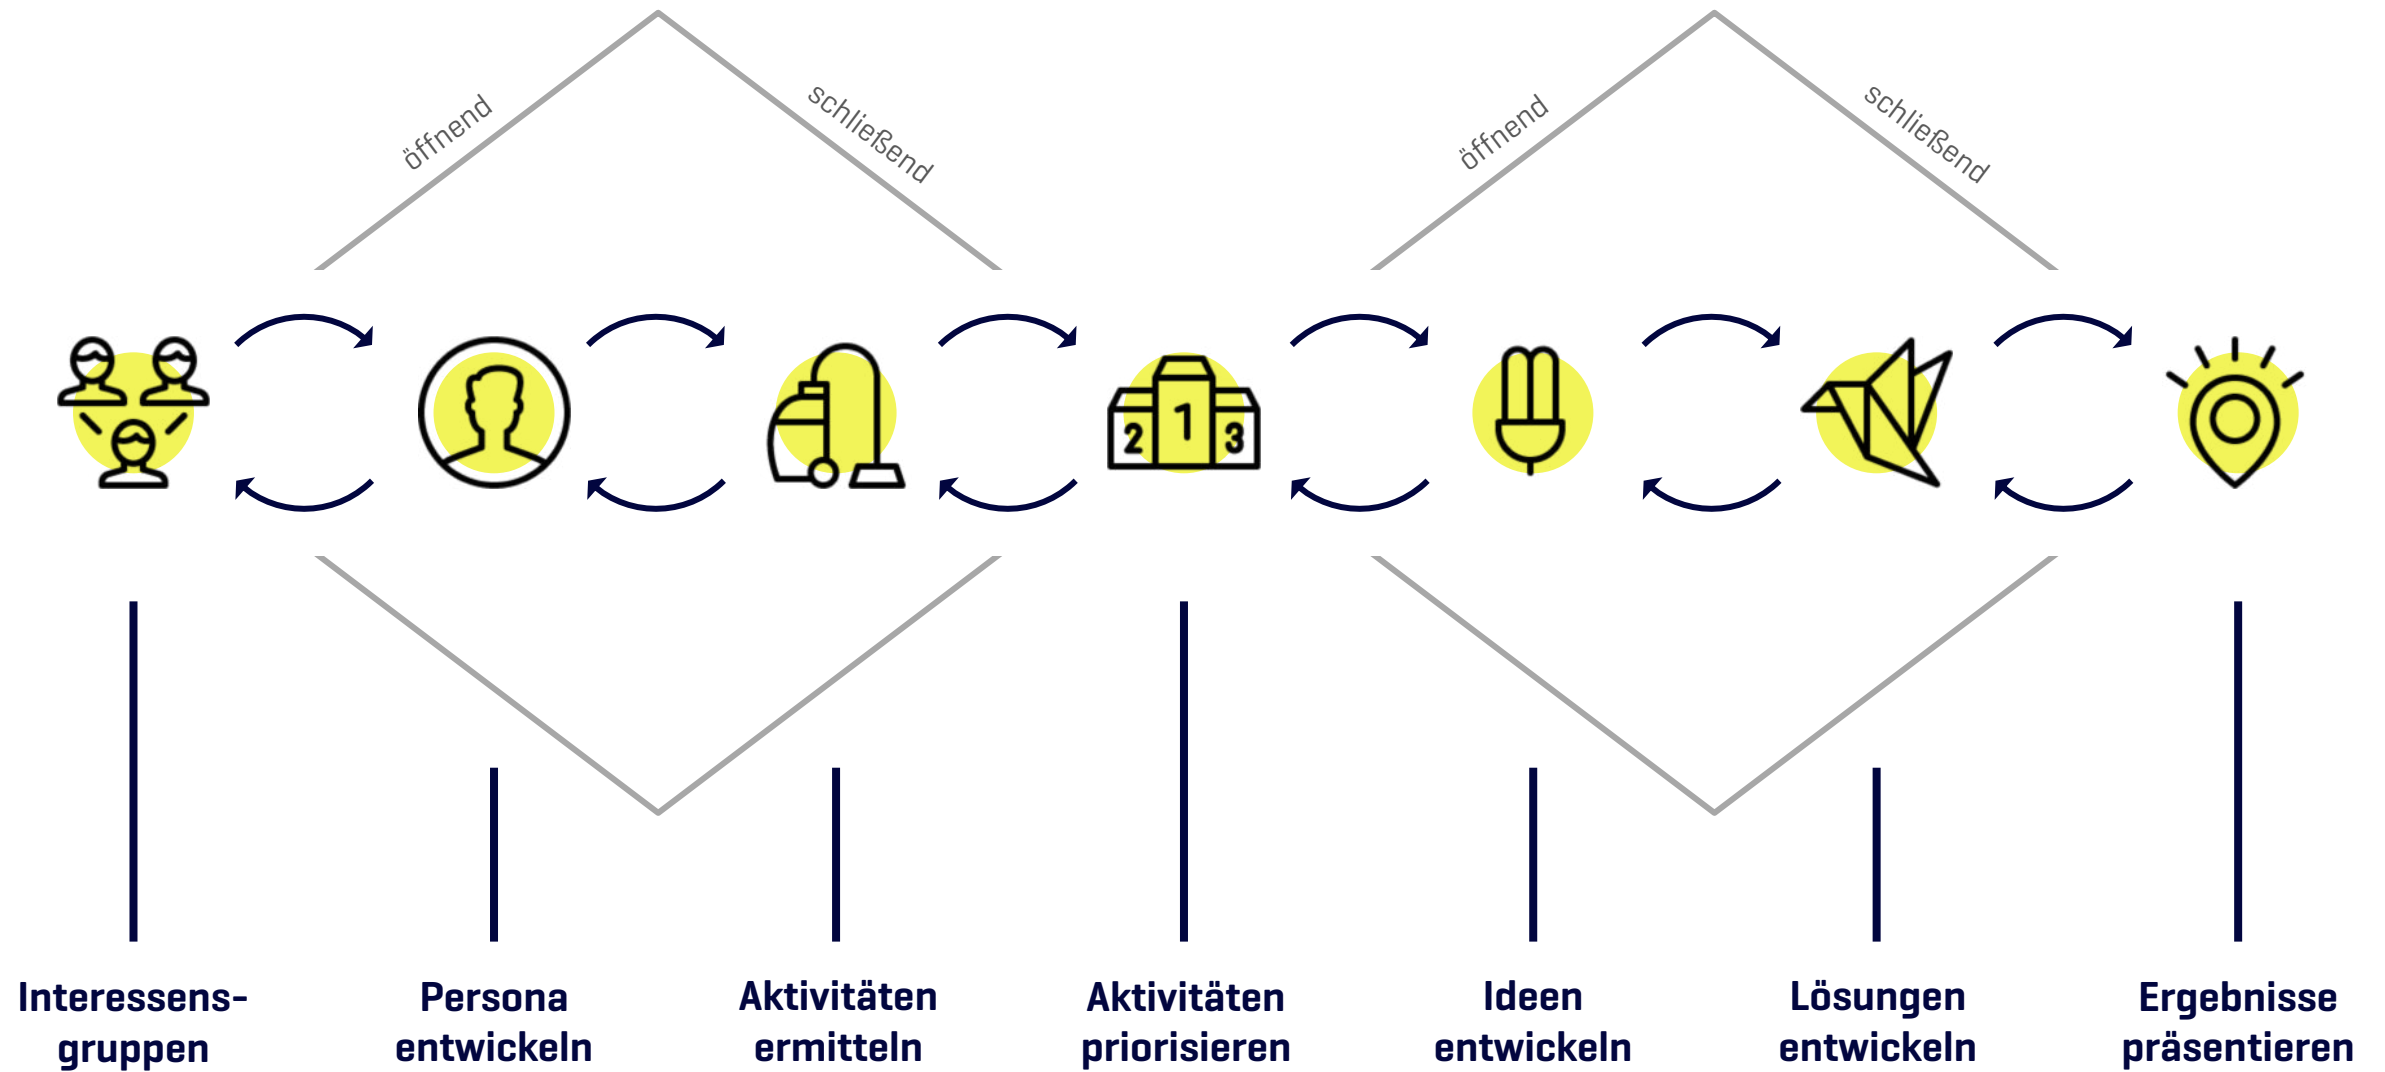 öffnend
schließend
öffnend
schließend
2
1
3
Interessens-
gruppen
Persona
entwickeln
Aktivitäten
ermitteln
Aktivitäten
priorisieren
Ideen
entwickeln
Lösungen
entwickeln
Ergebnisse
präsentieren